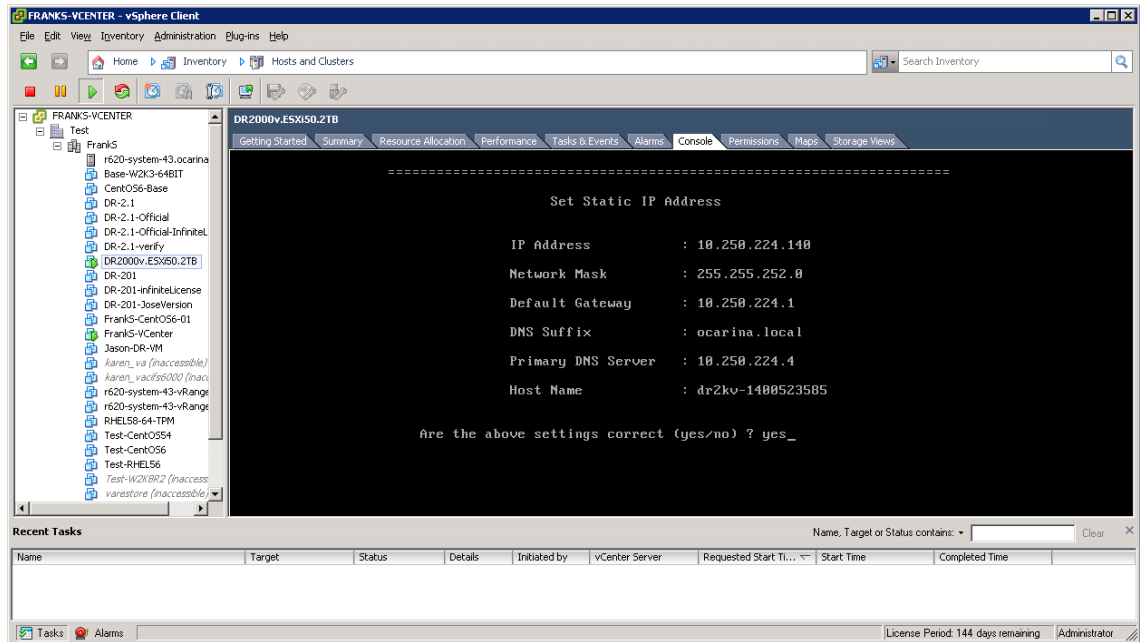 FRANKS-VCENTER - vSphere Client
File Edit View Inventory Administration Plug-ins Help
Home Inventory Hosts and Clusters
Search Inventory
FRANKS-VCENTER
Test
FrankS
r620-system-43.ocarina
Base-W2K3-64BIT
CentOS6-Base
DR-2.1
DR-2.1-Official
DR-2.1-Official-InfiniteL
DR-2.1-verify
DR2000v.ESXi50.2TB
DR-201
DR-201-infiniteLicense
DR-201-JoseVersion
FrankS-CentOS6-01
FrankS-VCenter
Jason-DR-VM
karen_va (inaccessible)
karen_vacifs6000 (inacc
r620-system-43-vRange
r620-system-43-vRange
RHEL58-64-TPM
Test-CentOS54
Test-CentOS6
Test-RHEL56
Test-W2K8R2 (inaccess
varestore (inaccessible)
DR2000v.ESXi50.2TB
Getting Started Summary Resource Allocation Performance Tasks & Events Alarms Console Permissions Maps Storage Views
======================================================================
Set Static IP Address
IP Address : 10.250.224.140
Network Mask : 255.255.252.0
Default Gateway : 10.250.224.1
DNS Suffix : ocarina.local
Primary DNS Server : 10.250.224.4
Host Name : dr2kv-1400523585
Are the above settings correct (yes/no) ? yes_
Recent Tasks
Name, Target or Status contains: Clear
Name Target Status Details Initiated by vCenter Server Requested Start Ti... Start Time Completed Time
Tasks Alarms
License Period: 144 days remaining Administrator